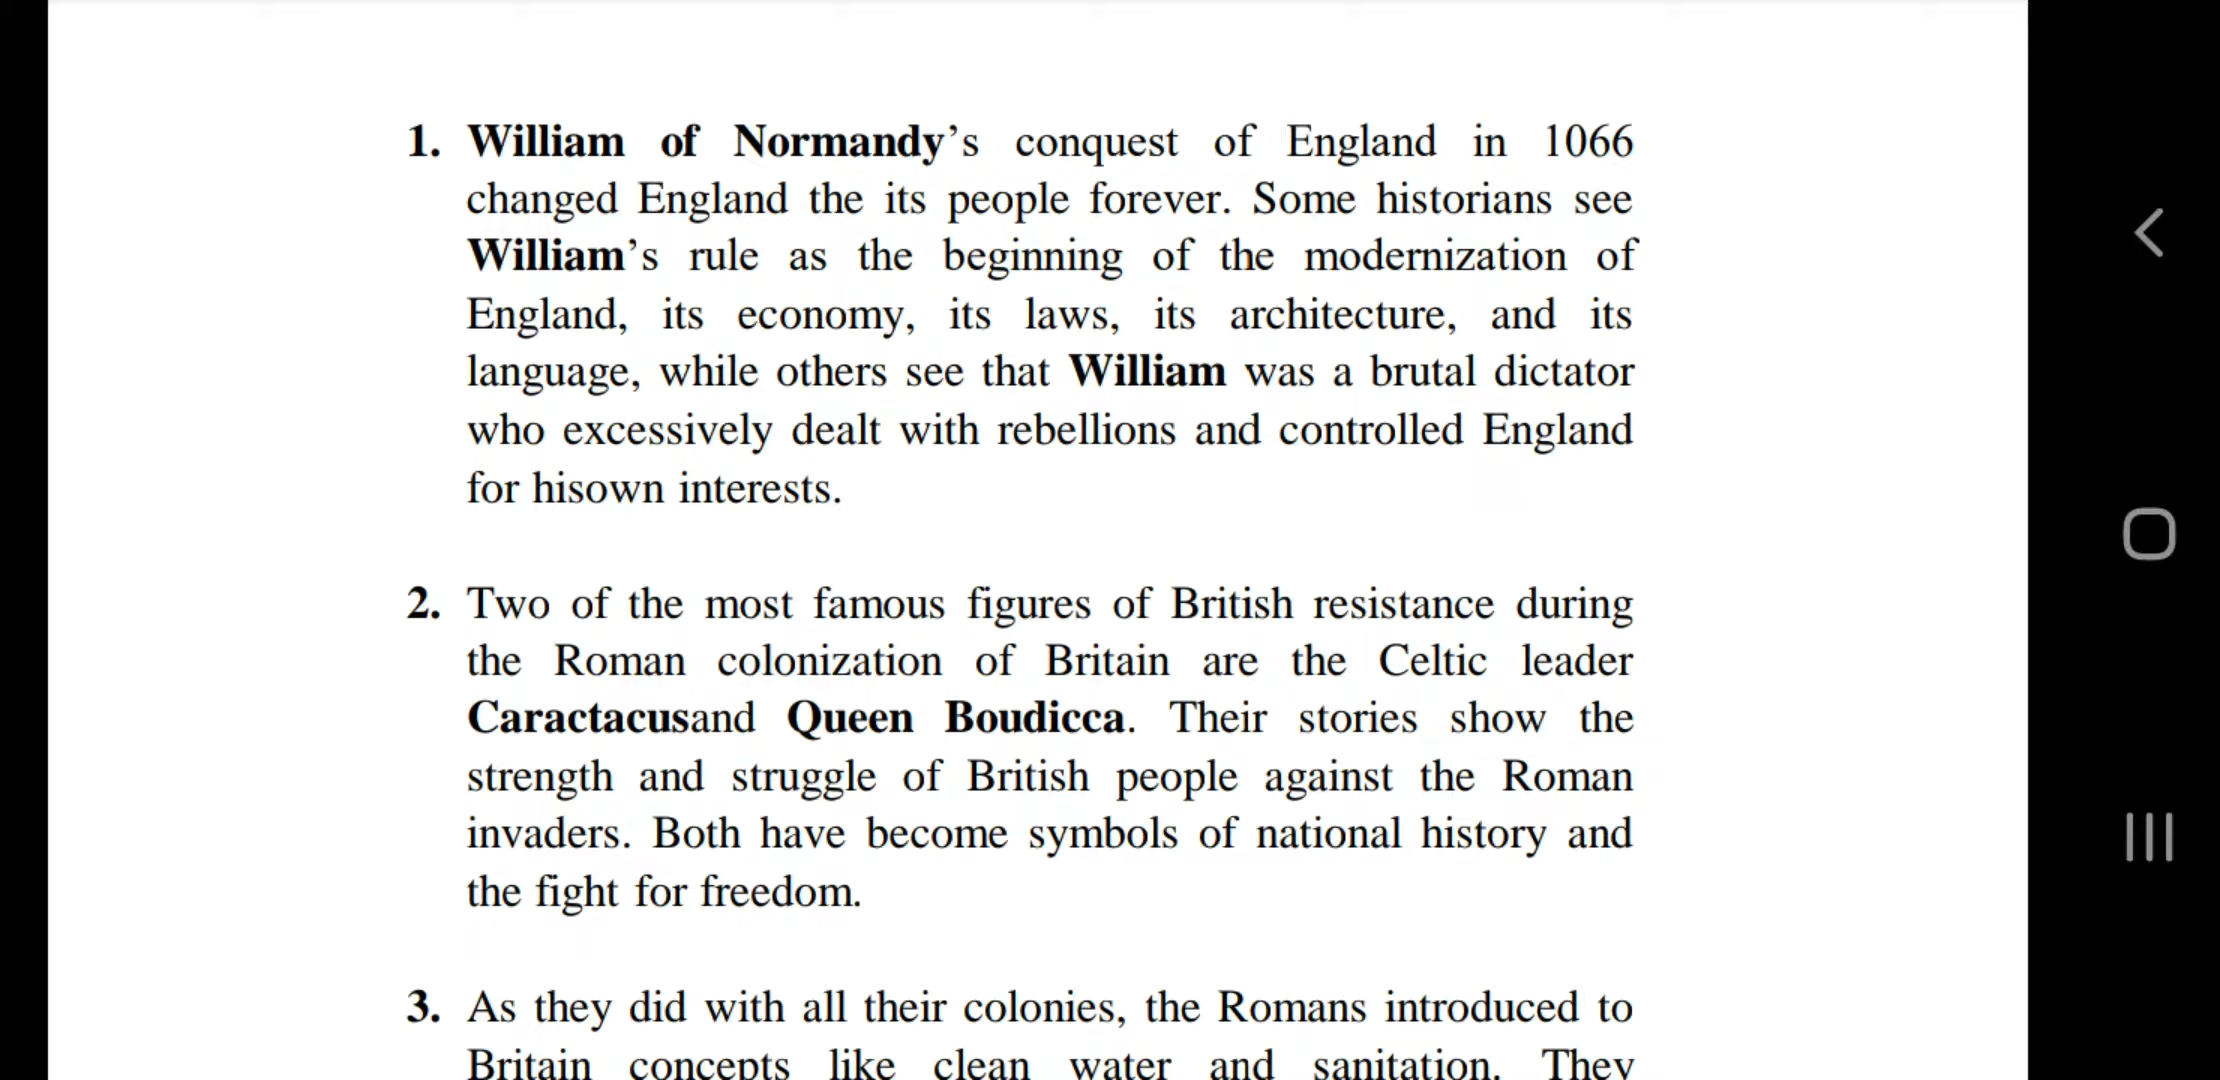 1. William of Normandy’s conquest of England in 1066
changed England the its people forever. Some historians see
William’s rule as the beginning of the modernization of
England, its economy, its laws, its architecture, and its
language, while others see that William was a brutal dictator
who excessively dealt with rebellions and controlled England
for hisown interests.
2. Two of the most famous figures of British resistance during
the Roman colonization of Britain are the Celtic leader
Caractacusand Queen Boudicca. Their stories show the
strength and struggle of British people against the Roman
invaders. Both have become symbols of national history and
the fight for freedom.
3. As they did with all their colonies, the Romans introduced to
Britain concepts like clean water and sanitation. They